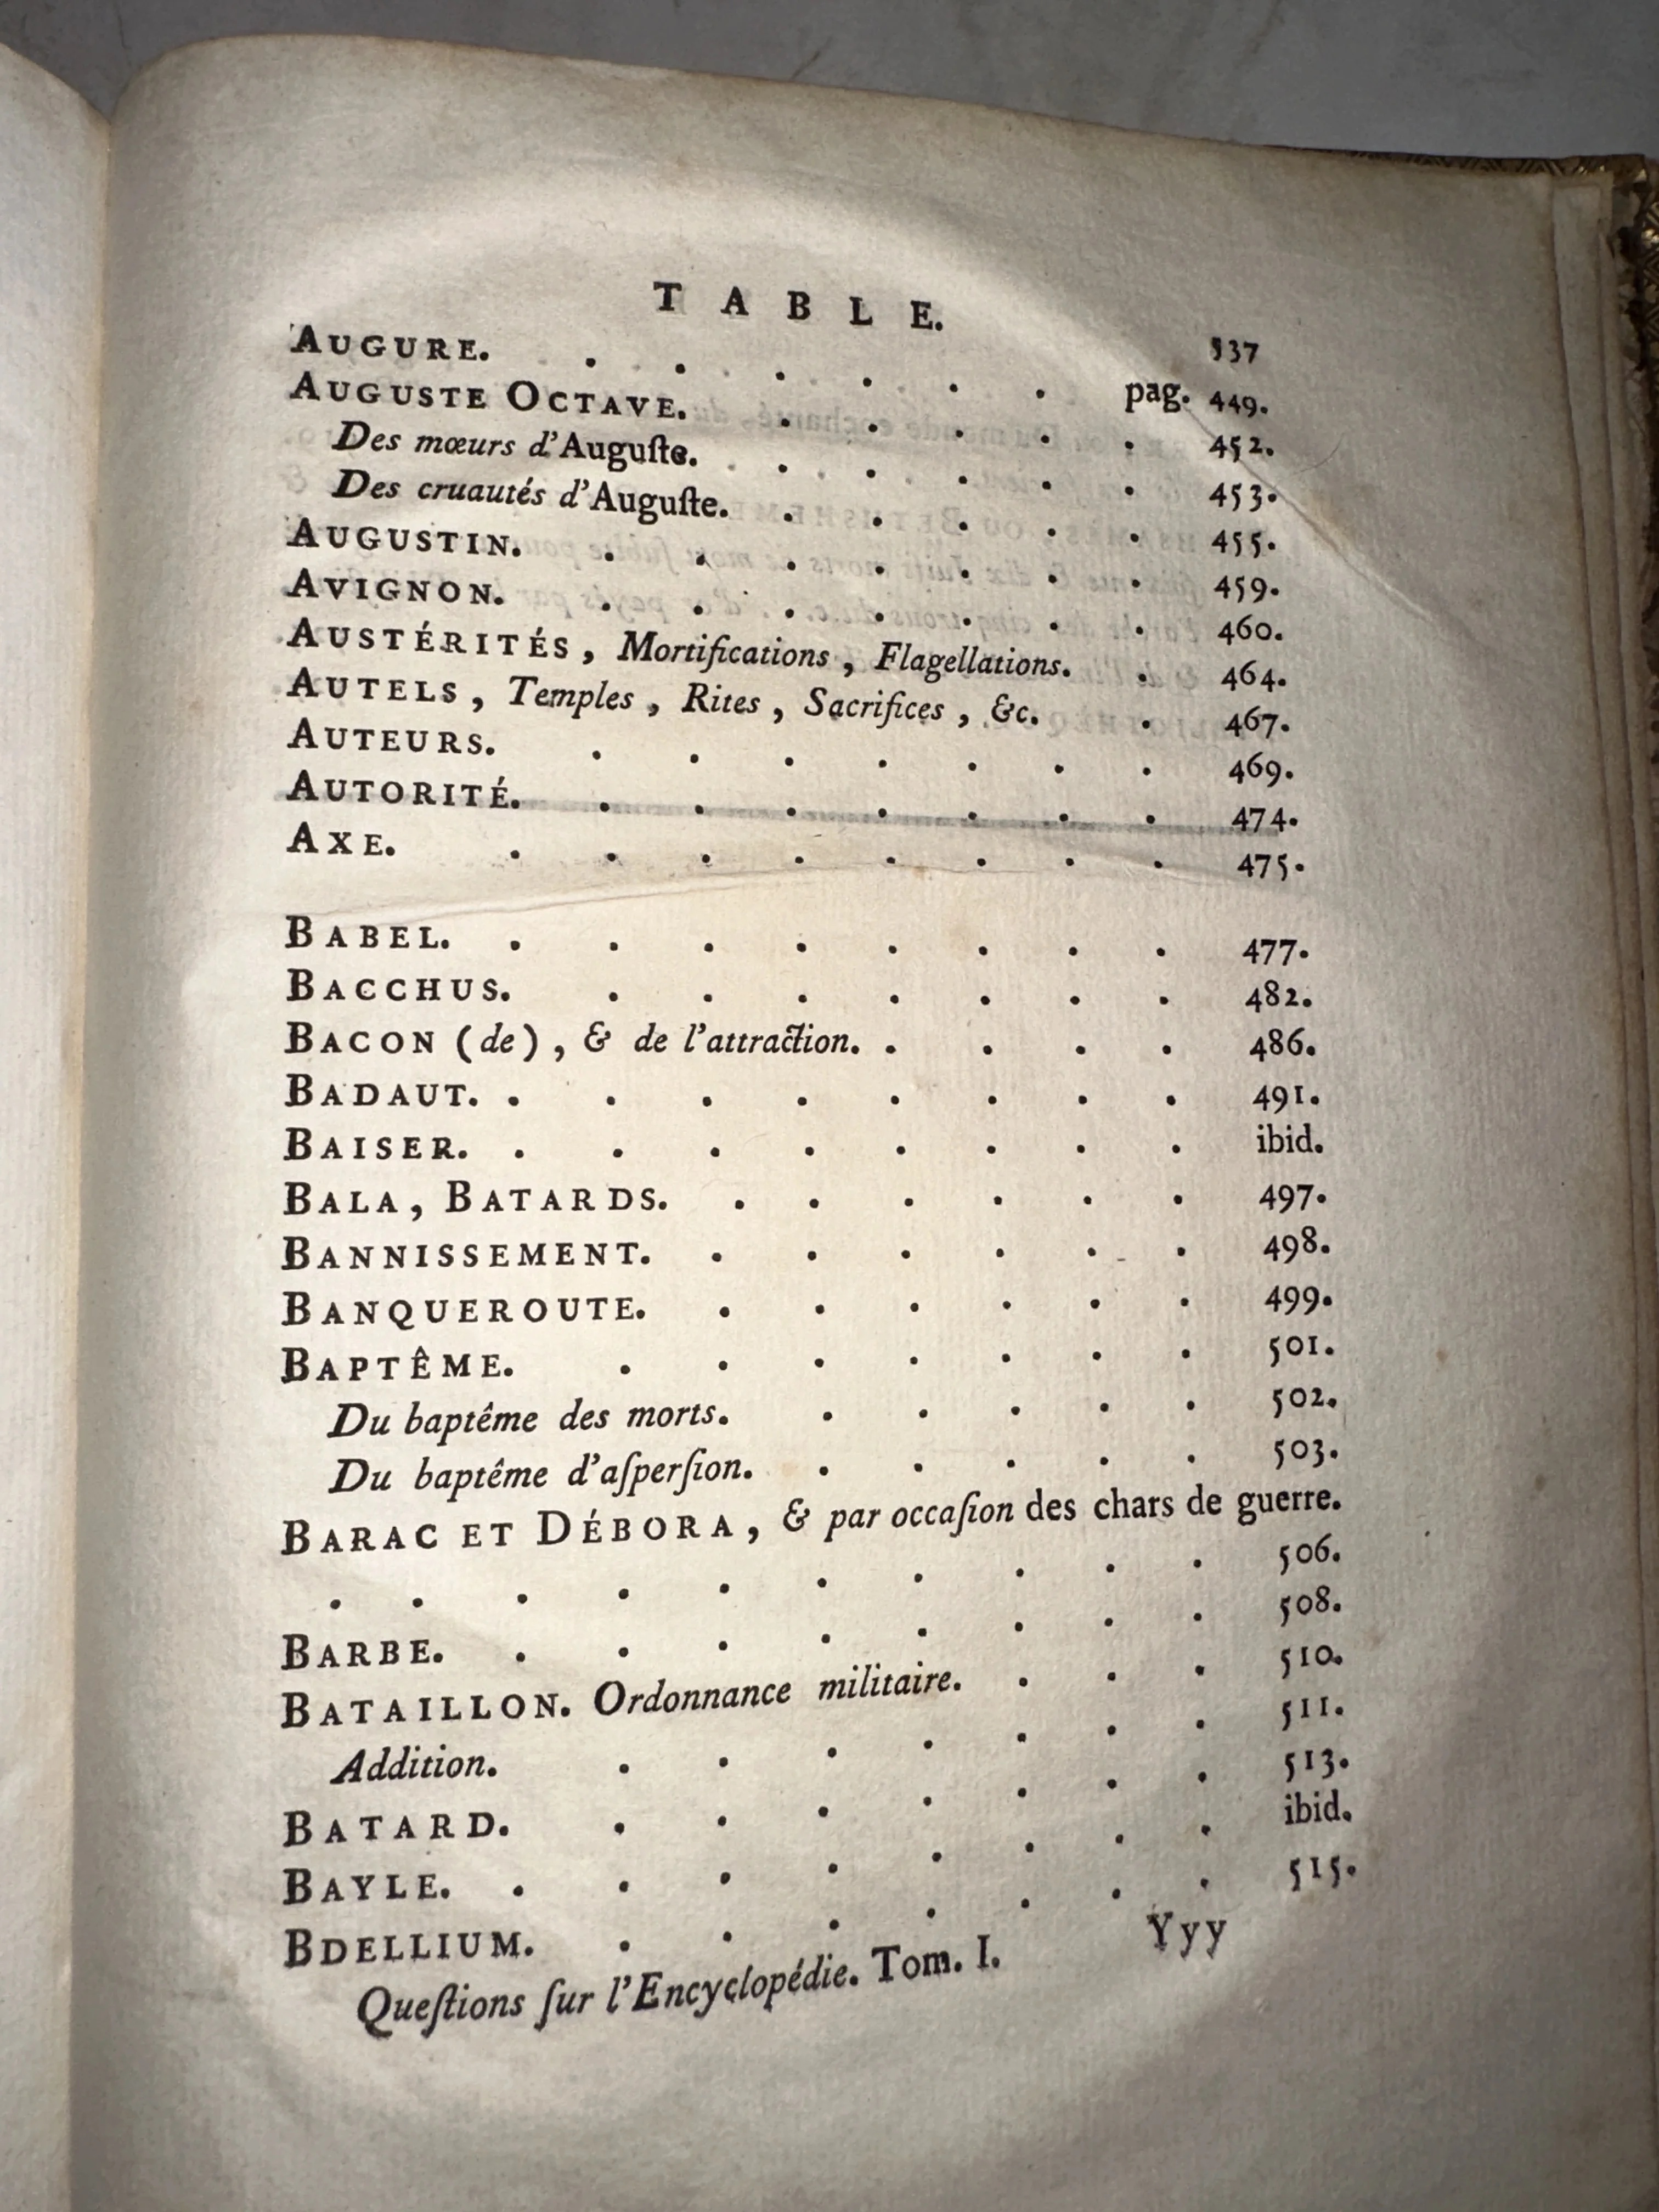 TABLE.
537
AUGURE. . . . . . . pag. 449.
AUGUSTE OCTAVE. . . . . . 452.
Des mœurs d'Auguſte. . . . . . 453.
Des cruautés d'Auguſte. . . . . . 455.
AUGUSTIN. . . . . . . . 459.
AVIGNON. . . . . . . . 460.
AUSTÉRITÉS, Mortifications, Flagellations. . 464.
AUTELS, Temples, Rites, Sacrifices, &c. . 467.
AUTEURS. . . . . . . . 469.
AUTORITÉ. . . . . . . . 474.
AXE. . . . . . . . . 475.
BABEL. . . . . . . . . 477.
BACCHUS. . . . . . . . 482.
BACON (de), & de l'attraction. . . . . 486.
BADAUT. . . . . . . . . 491.
BAISER. . . . . . . . . ibid.
BALA, BATARDS. . . . . . . 497.
BANNISSEMENT. . . . . . . 498.
BANQUEROUTE. . . . . . . 499.
BAPTÊME. . . . . . . . 501.
Du baptême des morts. . . . . . 502.
Du baptême d'aſperſion. . . . . . 503.
BARAC ET DÉBORA, & par occaſion des chars de guerre.
. . . . . . . . . . 506.
BARBE. . . . . . . . . 508.
BATAILLON. Ordonnance militaire. . . . 510.
Addition. . . . . . . . 511.
BATARD. . . . . . . . 513.
BAYLE. . . . . . . . . ibid.
BDELLIUM. . . . . . . . 515.
Queſtions ſur l'Encyclopédie. Tom. I. Yyy